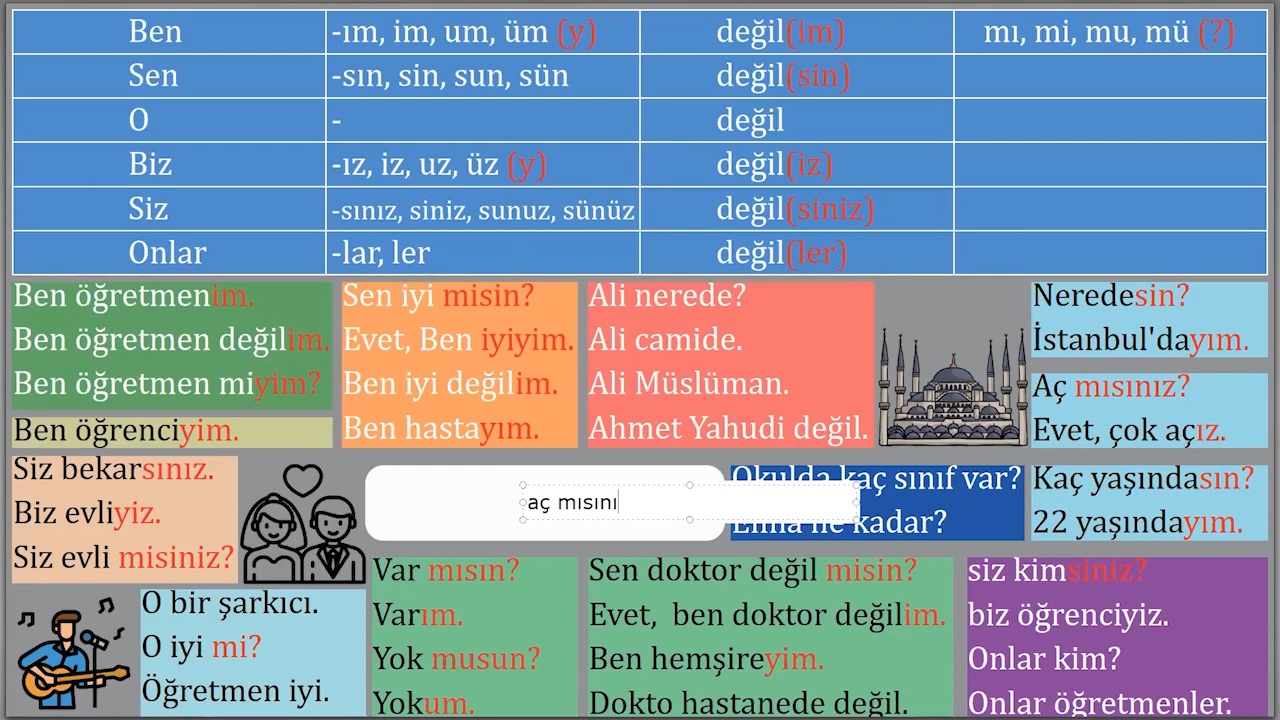 Ben -ım, im, um, üm (y) değil(im) mı, mi, mu, mü (?)
Sen -sın, sin, sun, sün değil(sin)
O - değil
Biz -ız, iz, uz, üz (y) değil(iz)
Siz -sınız, siniz, sunuz, sünüz değil(siniz)
Onlar -lar, ler değil(ler)
Ben öğretmenim.
Ben öğretmen değilim.
Ben öğretmen miyim?
Ben öğrenciyim.
Sen iyi misin?
Evet, Ben iyiyim.
Ben iyi değilim.
Ben hastayım.
Ali nerede?
Ali camide.
Ali Müslüman.
Ahmet Yahudi değil.
Neredesin?
İstanbul'dayım.
Aç mısınız?
Evet, çok açız.
Siz bekarsınız.
Biz evliyiz.
Siz evli misiniz?
aç mısını
Okulda kaç sınıf var?
Elma ne kadar?
Kaç yaşındasın?
22 yaşındayım.
O bir şarkıcı.
O iyi mi?
Öğretmen iyi.
Var mısın?
Varım.
Yok musun?
Yokum.
Sen doktor değil misin?
Evet, ben doktor değilim.
Ben hemşireyim.
Dokto hastanede değil.
siz kimsiniz?
biz öğrenciyiz.
Onlar kim?
Onlar öğretmenler.